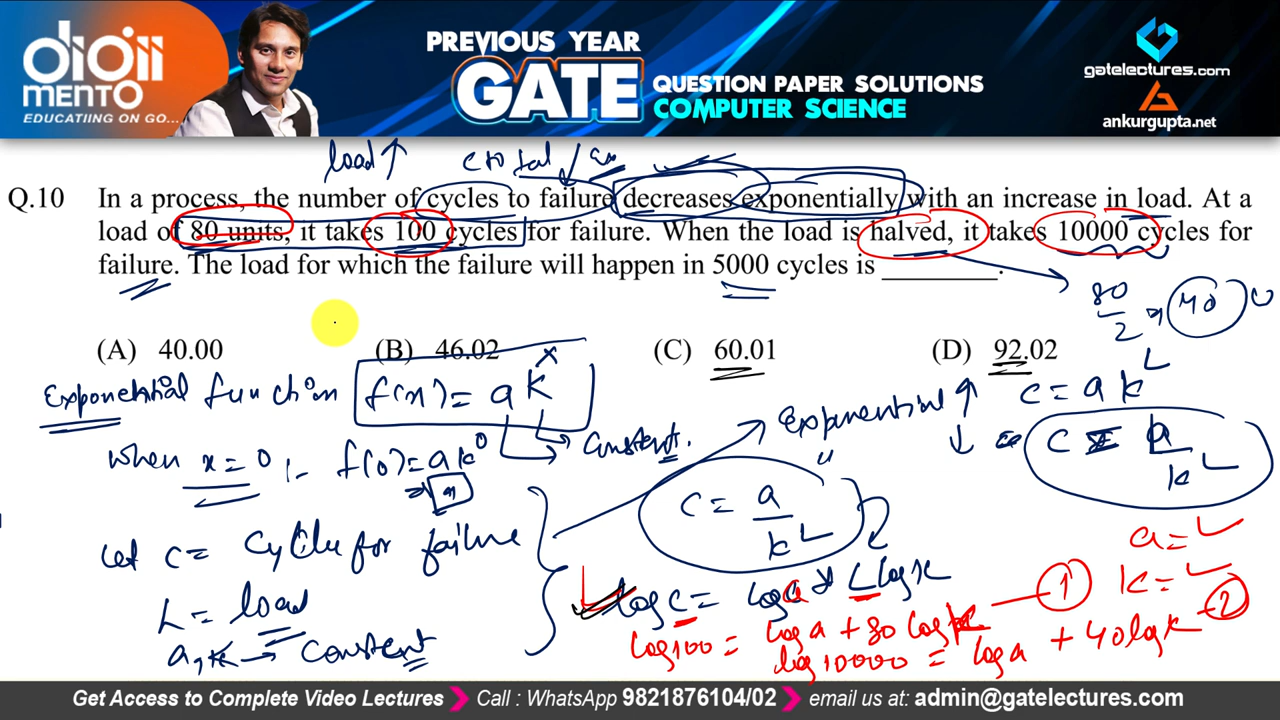 digii
MENTO
EDUCATIING ON GO...
PREVIOUS YEAR
GATE
QUESTION PAPER SOLUTIONS
COMPUTER SCIENCE
gatelectures.com
ankurgupta.net
load ↑
Q.10 In a process, the number of cycles to failure decreases exponentially with an increase in load. At a
load of 80 units, it takes 100 cycles for failure. When the load is halved, it takes 10000 cycles for
failure. The load for which the failure will happen in 5000 cycles is ________.
80/2 ⇒ 40
(A) 40.00 (B) 46.02 (C) 60.01 (D) 92.02
Exponential function f(x) = a k^x
Constant.
Exponential ↑ ↓
c = a k^L
c = a/k^L
when x = 0, f(0) = a k^0
⇒ a
Let c = Cycle for failure
L = load
a, k → Constent
c = a/k^L
log c = log a + L log k
log 100 = log a + 80 log k — 1
log 10000 = log a + 40 log k — 2
a = ✓
k = ✓
Get Access to Complete Video Lectures
Call : WhatsApp 9821876104/02
email us at: admin@gatelectures.com